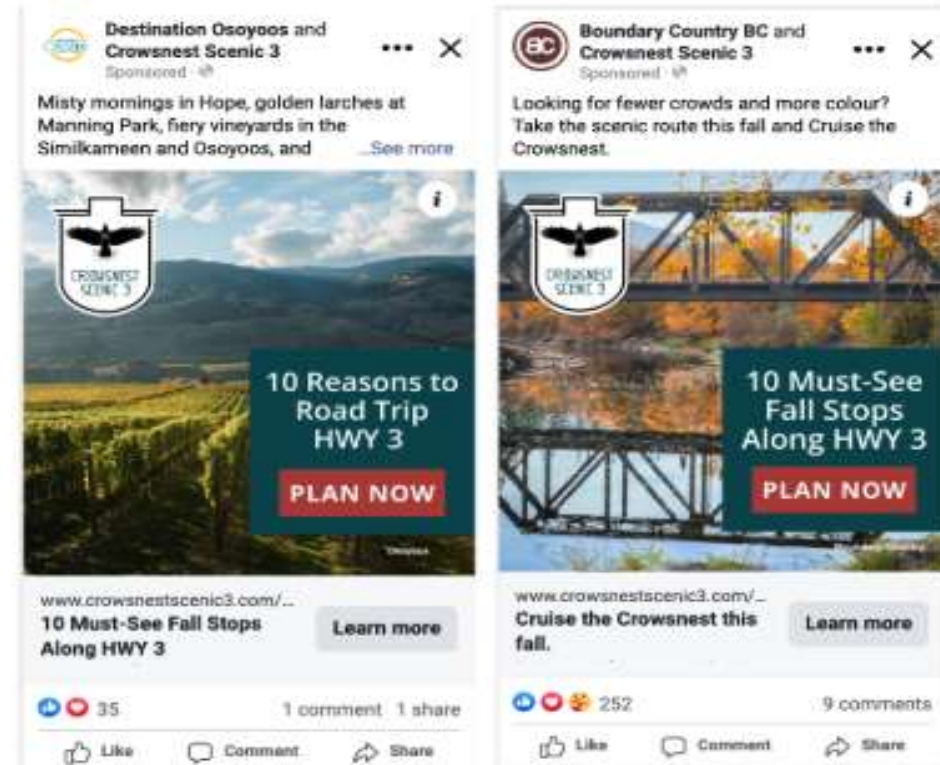 Destination Osoyoos and
Crowsnest Scenic 3
Sponsored
Misty mornings in Hope, golden larches at
Manning Park, fiery vineyards in the
Similkameen and Osoyoos, and ...See more
CROWSNEST
SCENIC 3
i
10 Reasons to
Road Trip
HWY 3
PLAN NOW
Osoyoos
www.crowsnestscenic3.com/...
10 Must-See Fall Stops
Along HWY 3
Learn more
35
1 comment 1 share
Like Comment Share
BC
Boundary Country BC and
Crowsnest Scenic 3
Sponsored
Looking for fewer crowds and more colour?
Take the scenic route this fall and Cruise the
Crowsnest.
CROWSNEST
SCENIC 3
i
10 Must-See
Fall Stops
Along HWY 3
PLAN NOW
www.crowsnestscenic3.com/...
Cruise the Crowsnest this
fall.
Learn more
252
9 comments
Like Comment Share